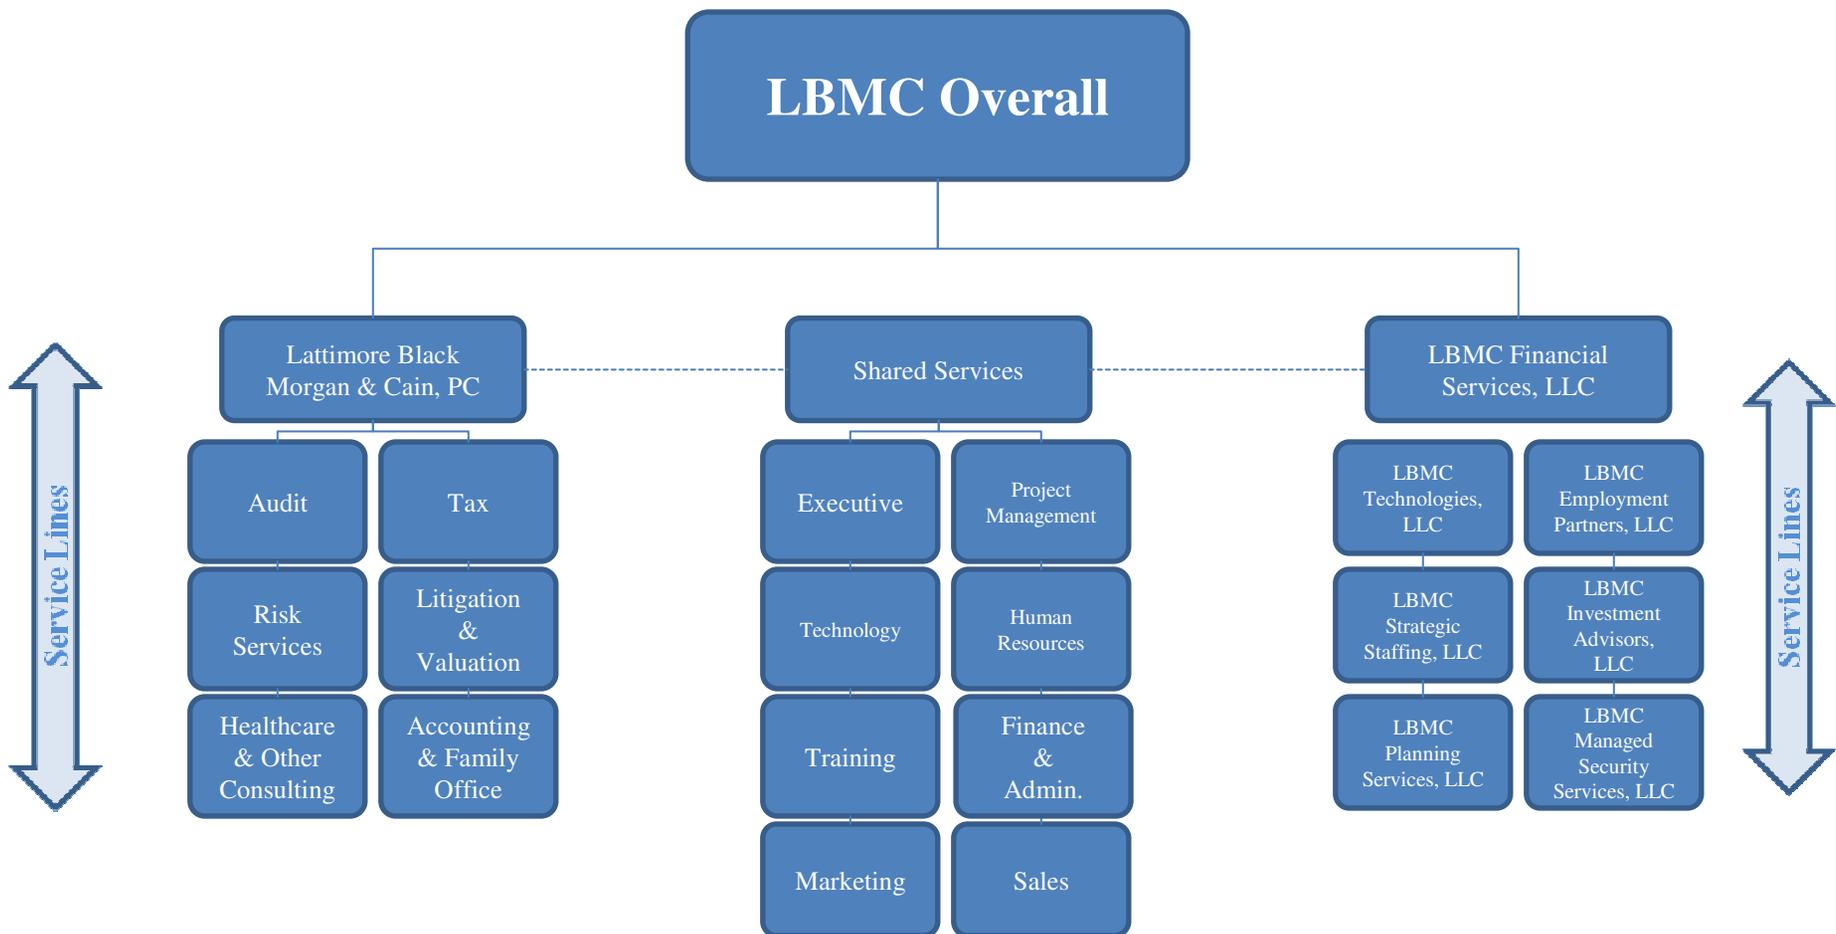 LBMC Overall
Lattimore Black
Morgan & Cain, PC
Shared Services
LBMC Financial
Services, LLC
Service Lines
Audit
Tax
Risk
Services
Litigation
&
Valuation
Healthcare
& Other
Consulting
Accounting
& Family
Office
Executive
Project
Management
Technology
Human
Resources
Training
Finance
&
Admin.
Marketing
Sales
LBMC
Technologies,
LLC
LBMC
Employment
Partners, LLC
LBMC
Strategic
Staffing, LLC
LBMC
Investment
Advisors,
LLC
LBMC
Planning
Services, LLC
LBMC
Managed
Security
Services, LLC
Service Lines